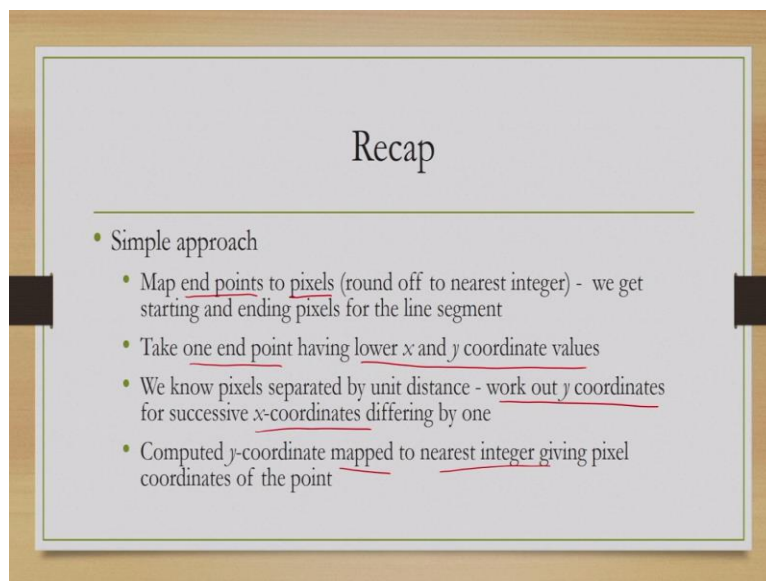 Recap
• Simple approach
• Map end points to pixels (round off to nearest integer) - we get
starting and ending pixels for the line segment
• Take one end point having lower x and y coordinate values
• We know pixels separated by unit distance - work out y coordinates
for successive x-coordinates differing by one
• Computed y-coordinate mapped to nearest integer giving pixel
coordinates of the point